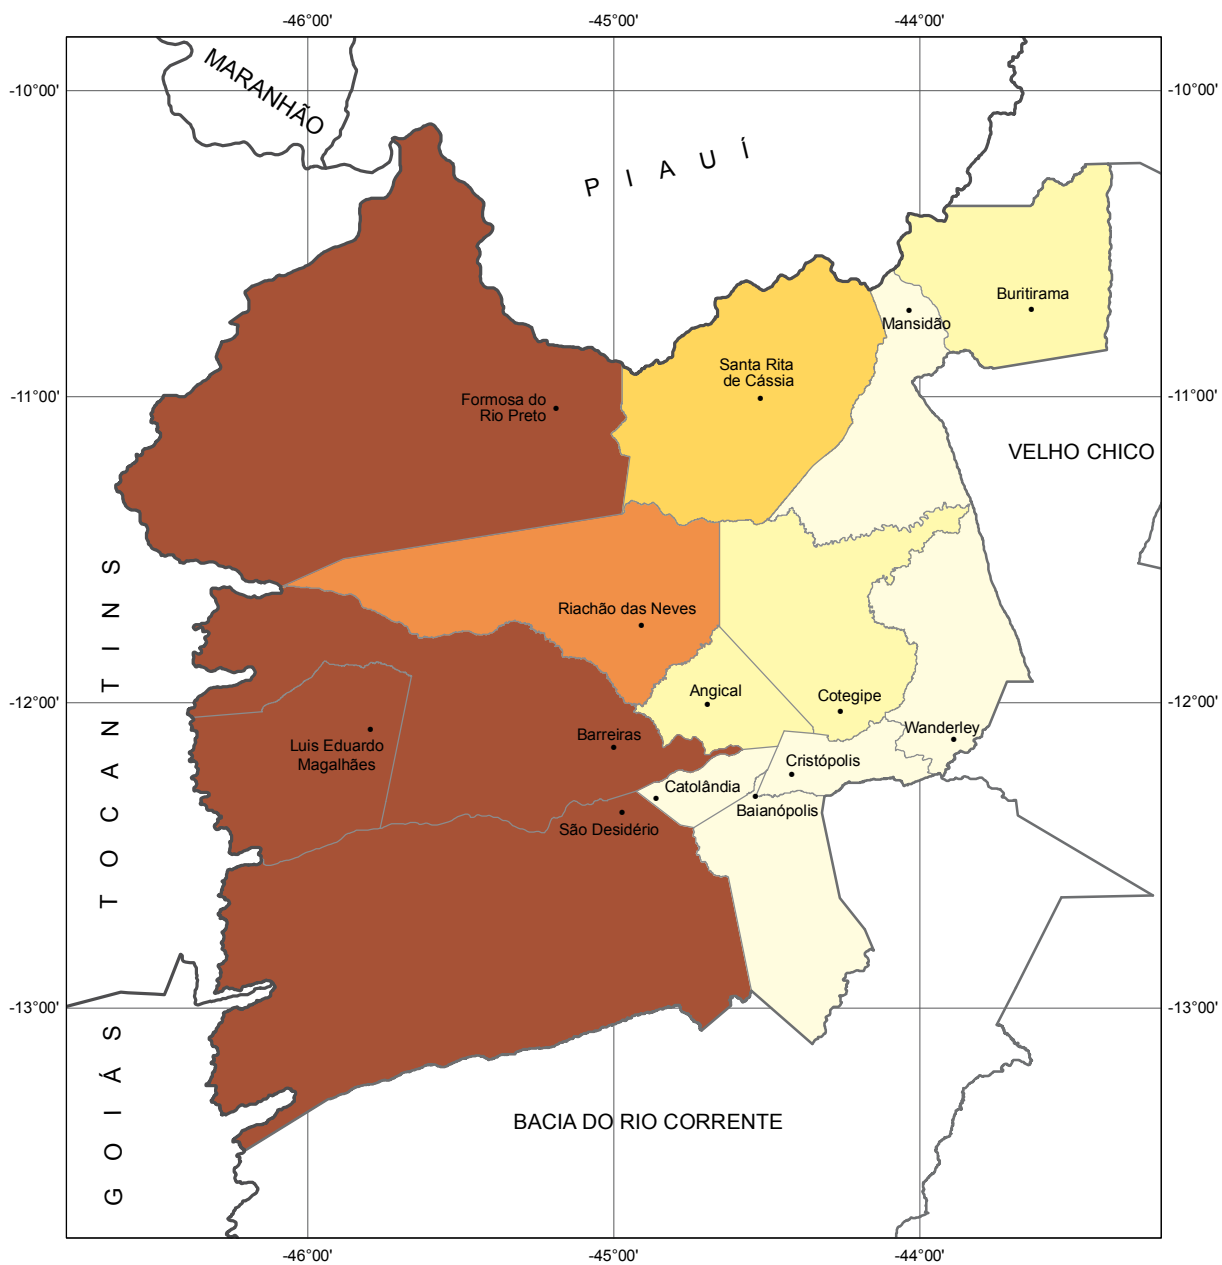 -46°00'
-45°00'
-44°00'
-10°00'
-10°00'
MARANHÃO
PIAUÍ
Buritirama
Mansidão
Santa Rita
de Cássia
-11°00'
-11°00'
Formosa do
Rio Preto
VELHO CHICO
TOCANTINS
Riachão das Neves
Angical
Cotegipe
-12°00'
-12°00'
Wanderley
Barreiras
Luis Eduardo
Magalhães
Cristópolis
Catolândia
Baianópolis
São Desidério
-13°00'
-13°00'
GOIÁS
BACIA DO RIO CORRENTE
-46°00'
-45°00'
-44°00'